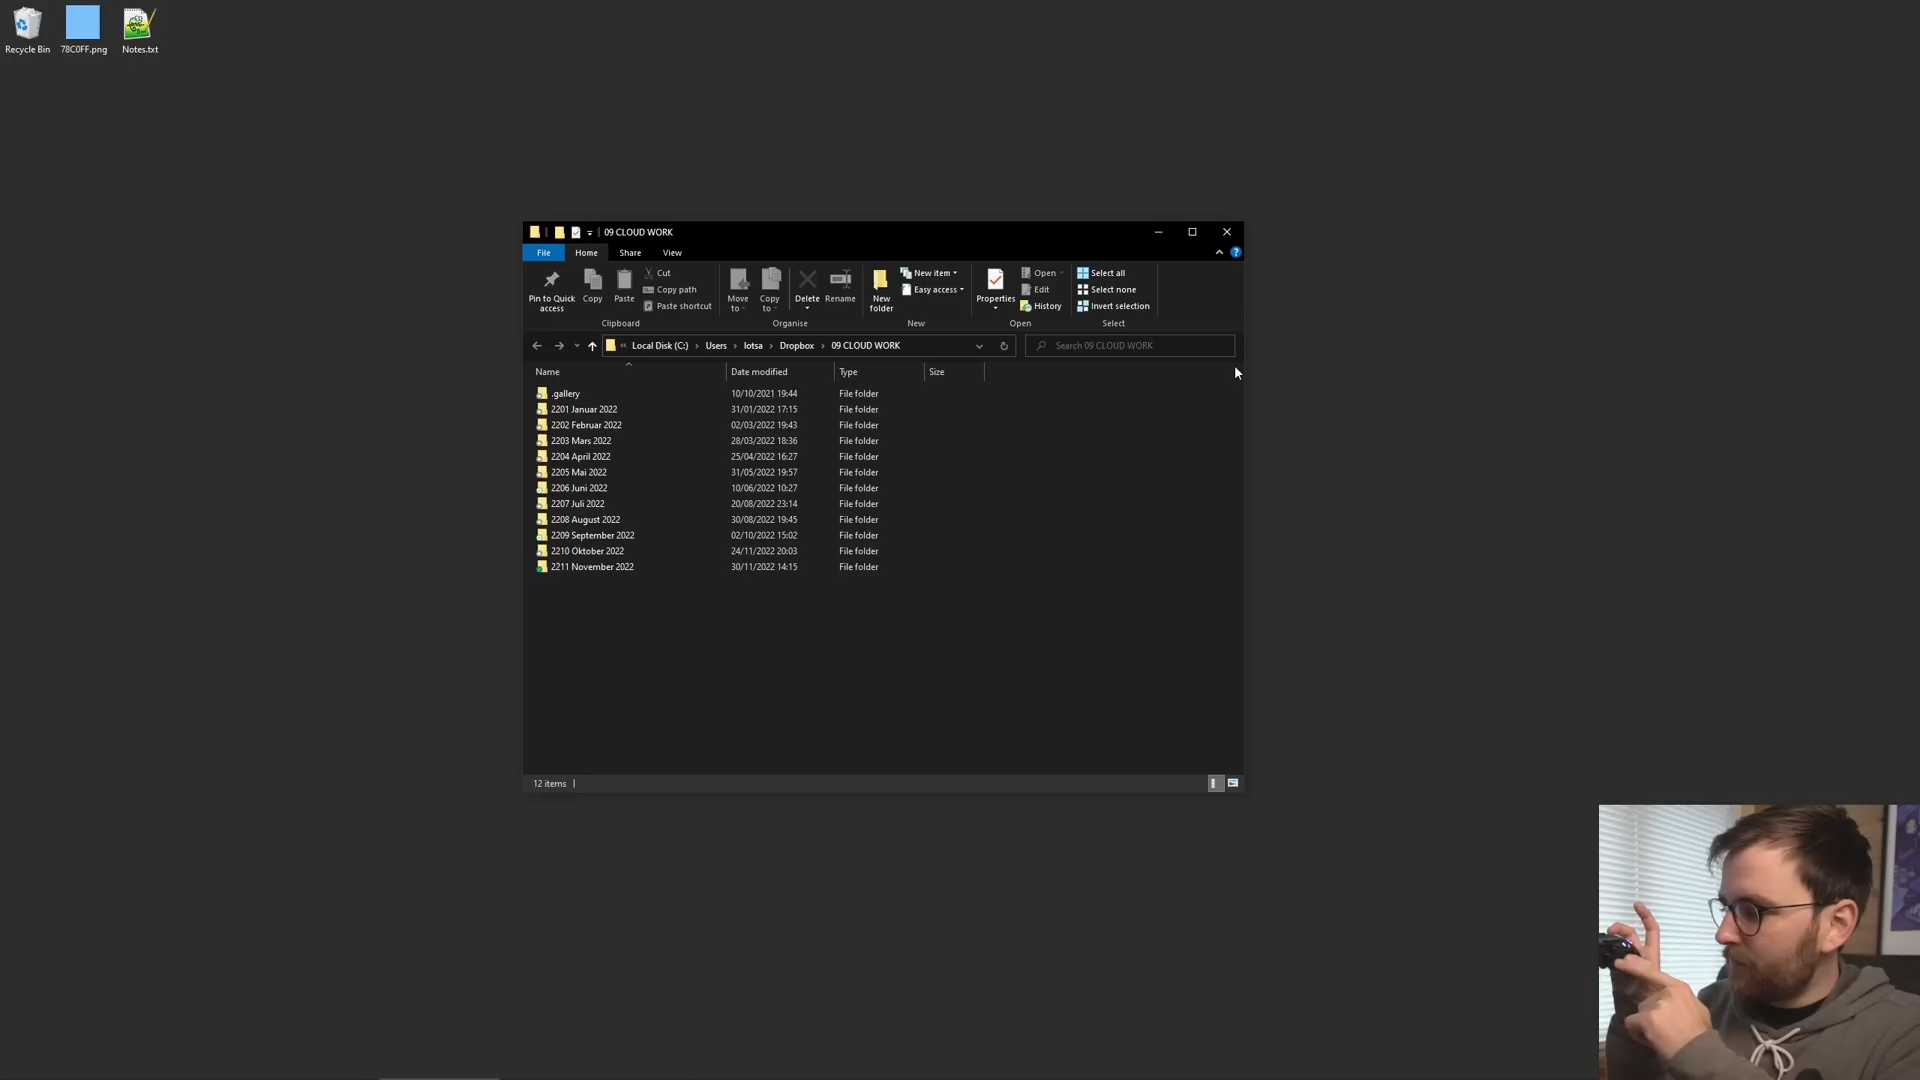 Recycle Bin
78C0FF.png
Notes.txt
09 CLOUD WORK
File
Home
Share
View
Pin to Quick access
Copy
Paste
Cut
Copy path
Paste shortcut
Clipboard
Move to
Copy to
Delete
Rename
Organise
New folder
New item
Easy access
New
Properties
Open
Edit
History
Open
Select all
Select none
Invert selection
Select
« Local Disk (C:) › Users › lotsa › Dropbox › 09 CLOUD WORK
Search 09 CLOUD WORK
Name Date modified Type Size
.gallery 10/10/2021 19:44 File folder
2201 Januar 2022 31/01/2022 17:15 File folder
2202 Februar 2022 02/03/2022 19:43 File folder
2203 Mars 2022 28/03/2022 18:36 File folder
2204 April 2022 25/04/2022 16:27 File folder
2205 Mai 2022 31/05/2022 19:57 File folder
2206 Juni 2022 10/06/2022 10:27 File folder
2207 Juli 2022 20/08/2022 23:14 File folder
2208 August 2022 30/08/2022 19:45 File folder
2209 September 2022 02/10/2022 15:02 File folder
2210 Oktober 2022 24/11/2022 20:03 File folder
2211 November 2022 30/11/2022 14:15 File folder
12 items